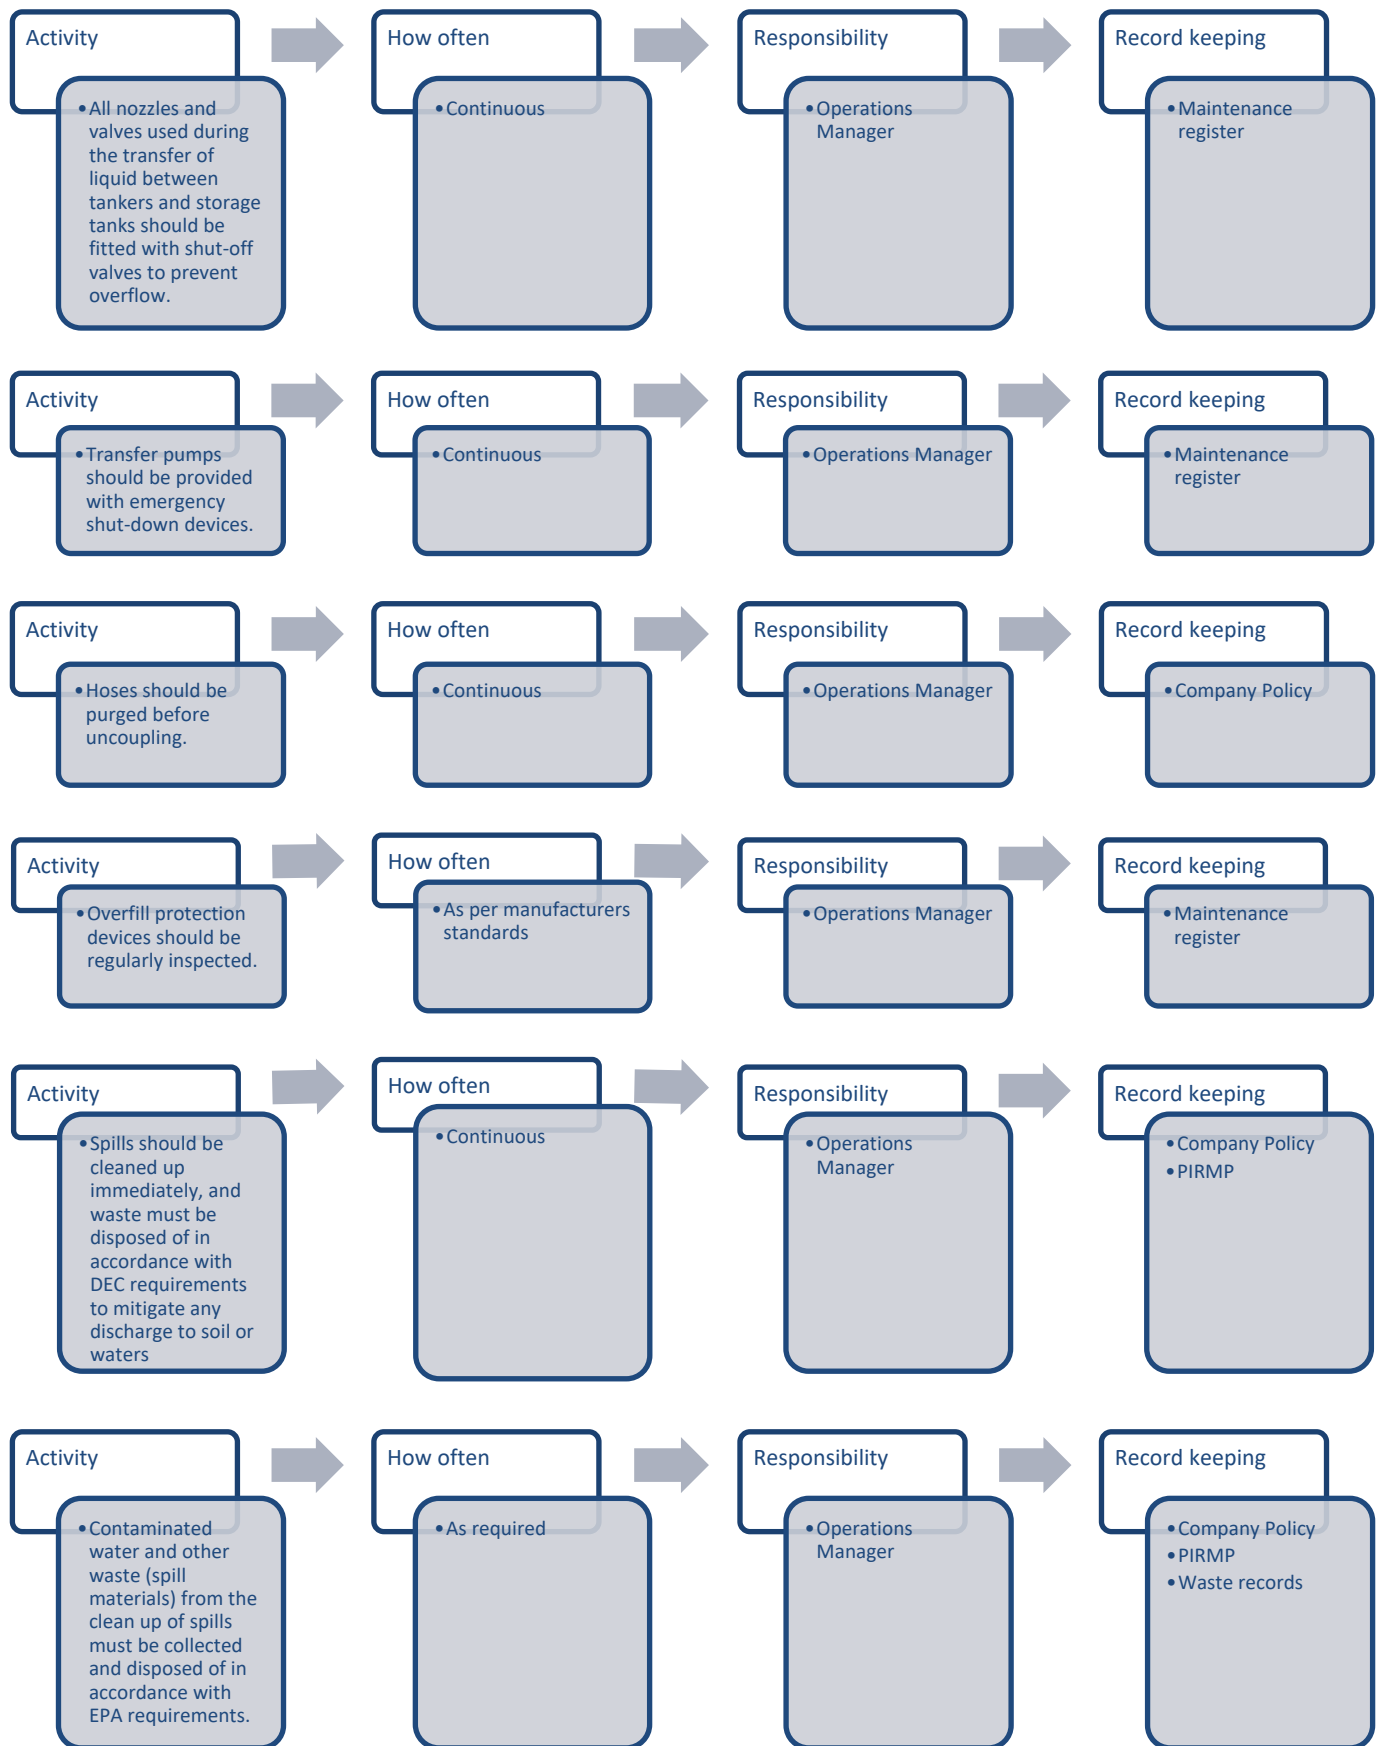 Activity
How often
Responsibility
Record keeping
•All nozzles and
valves used during
the transfer of
liquid between
tankers and storage
tanks should be
fitted with shut-off
valves to prevent
overflow.
•Continuous
•Operations
Manager
•Maintenance
register
Activity
How often
Responsibility
Record keeping
•Transfer pumps
should be provided
with emergency
shut-down devices.
•Continuous
•Operations Manager
•Maintenance
register
Activity
How often
Responsibility
Record keeping
•Hoses should be
purged before
uncoupling.
•Continuous
•Operations Manager
•Company Policy
Activity
How often
Responsibility
Record keeping
•Overfill protection
devices should be
regularly inspected.
•As per manufacturers
standards
•Operations Manager
•Maintenance
register
Activity
How often
Responsibility
Record keeping
•Spills should be
cleaned up
immediately, and
waste must be
disposed of in
accordance with
DEC requirements
to mitigate any
discharge to soil or
waters
•Continuous
•Operations
Manager
•Company Policy
•PIRMP
Activity
How often
Responsibility
Record keeping
•Contaminated
water and other
waste (spill
materials) from the
clean up of spills
must be collected
and disposed of in
accordance with
EPA requirements.
•As required
•Operations
Manager
•Company Policy
•PIRMP
•Waste records